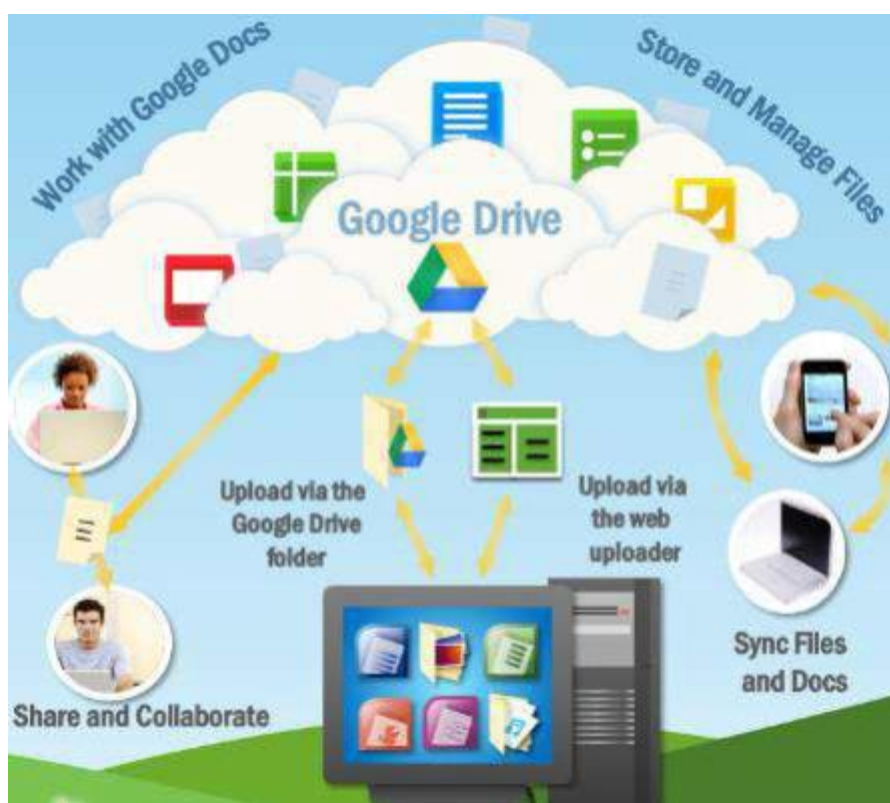 Work with Google Docs
Store and Manage Files
Google Drive
Upload via the
Google Drive
folder
Upload via
the web
uploader
Share and Collaborate
Sync Files
and Docs